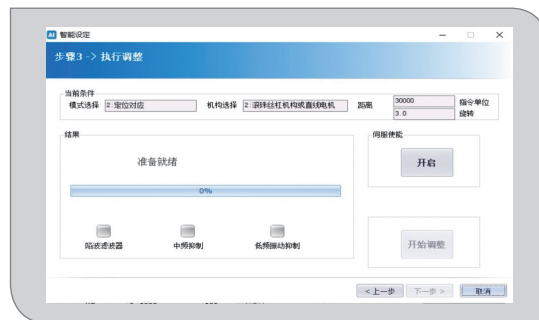 AI 智能设定
步骤3 -> 执行调整
当前条件
模式选择 2:定位对应 机构选择 2:滚珠丝杠机构或直线电机 距离 30000 指令单位
3.0 旋转
结果
伺服使能
准备就绪
开启
0%
陷波滤波器 中频抑制 低频振动抑制
开始调整
<上一步 下一步 > 取消